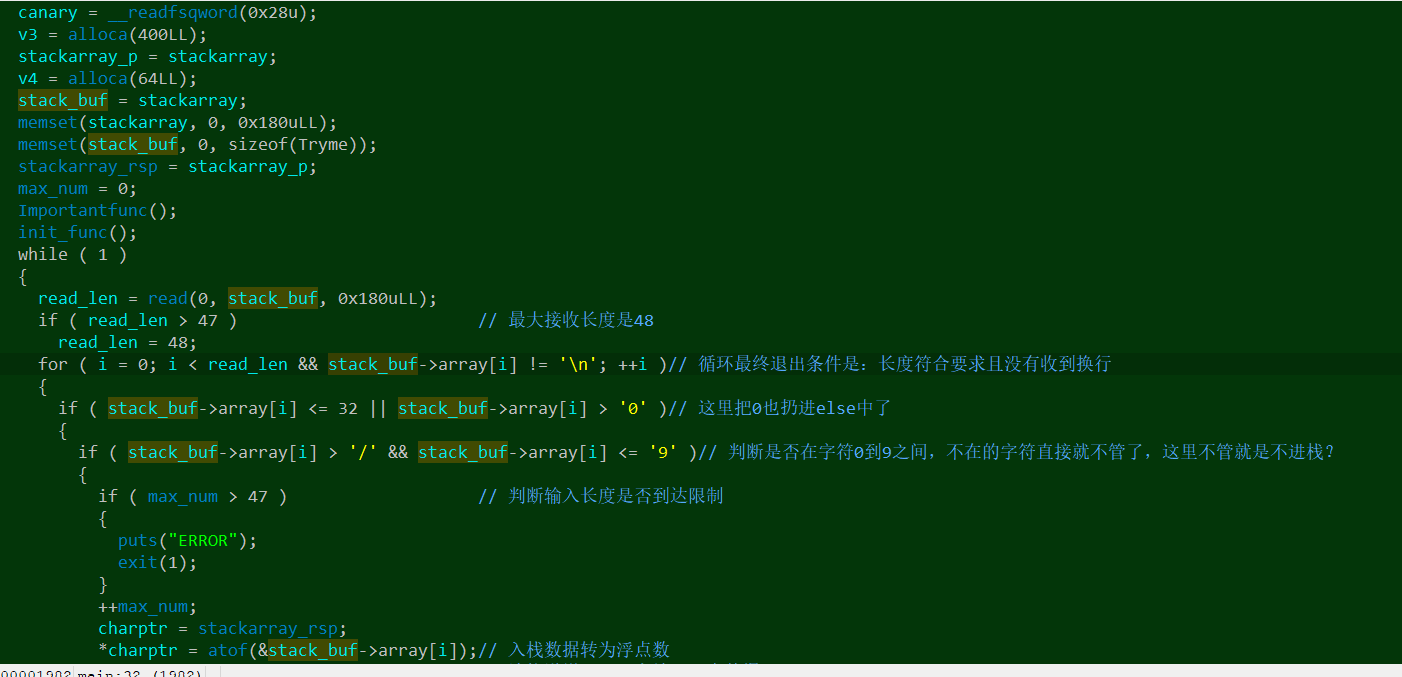 canary = __readfsqword(0x28u);
v3 = alloca(400LL);
stackarray_p = stackarray;
v4 = alloca(64LL);
stack_buf = stackarray;
memset(stackarray, 0, 0x180uLL);
memset(stack_buf, 0, sizeof(Tryme));
stackarray_rsp = stackarray_p;
max_num = 0;
Importantfunc();
init_func();
while ( 1 )
{
read_len = read(0, stack_buf, 0x180uLL);
if ( read_len > 47 ) // 最大接收长度是48
read_len = 48;
for ( i = 0; i < read_len && stack_buf->array[i] != '\n'; ++i )// 循环最终退出条件是：长度符合要求且没有收到换行
{
if ( stack_buf->array[i] <= 32 || stack_buf->array[i] > '0' )// 这里把0也扔进else中了
{
if ( stack_buf->array[i] > '/' && stack_buf->array[i] <= '9' )// 判断是否在字符0到9之间，不在的字符直接就不管了，这里不管就是不进栈？
{
if ( max_num > 47 ) // 判断输入长度是否到达限制
{
puts("ERROR");
exit(1);
}
++max_num;
charptr = stackarray_rsp;
*charptr = atof(&stack_buf->array[i]);// 入栈数据转为浮点数